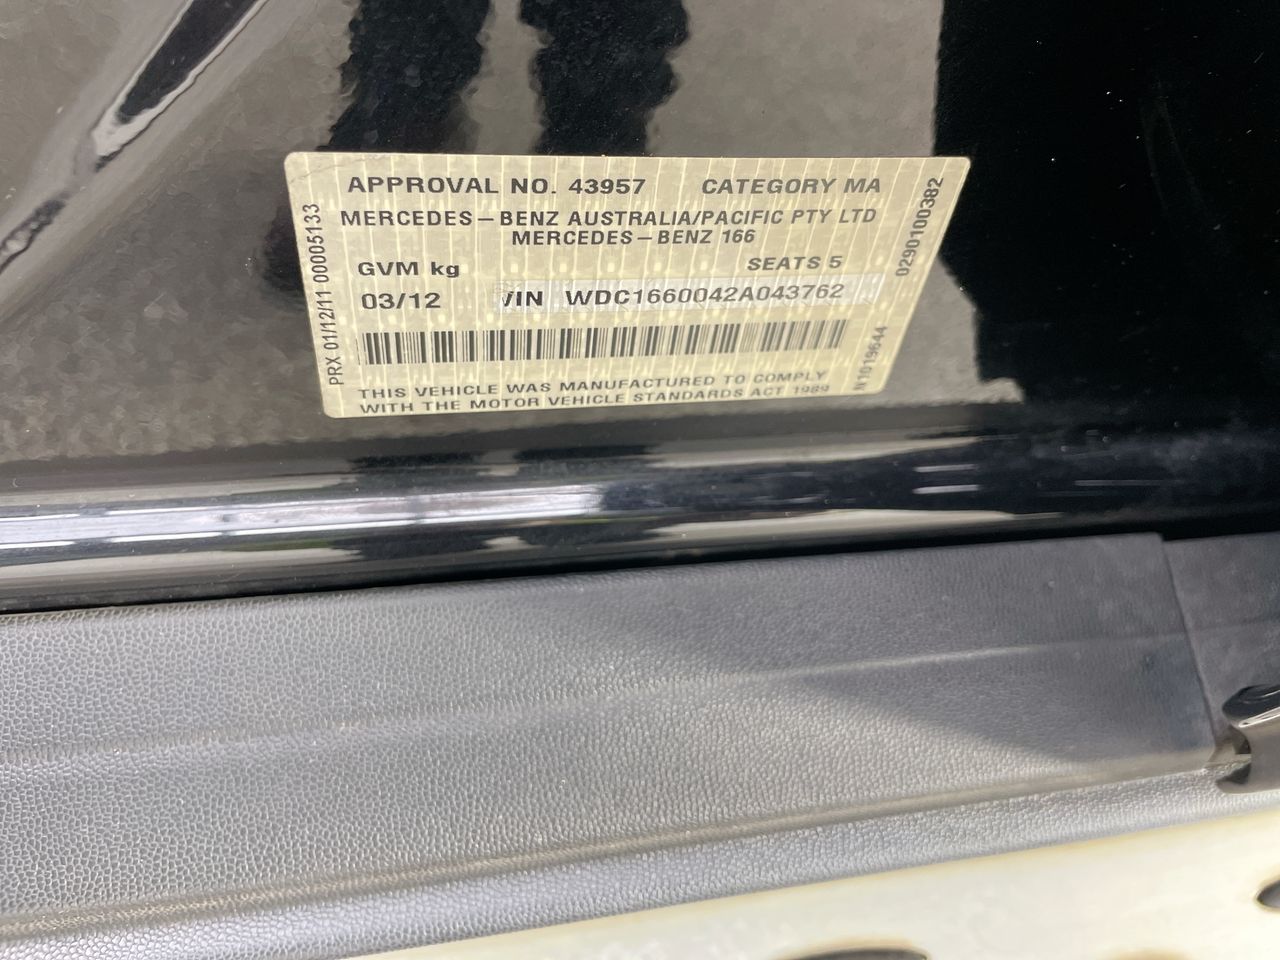 APPROVAL NO. 43957 CATEGORY MA
MERCEDES-BENZ AUSTRALIA/PACIFIC PTY LTD
MERCEDES-BENZ 166
GVM kg SEATS 5
03/12 VIN WDC1660042A043762
THIS VEHICLE WAS MANUFACTURED TO COMPLY
WITH THE MOTOR VEHICLE STANDARDS ACT 1989
PRX 01/12/11 00005133
0290100382
N1019644